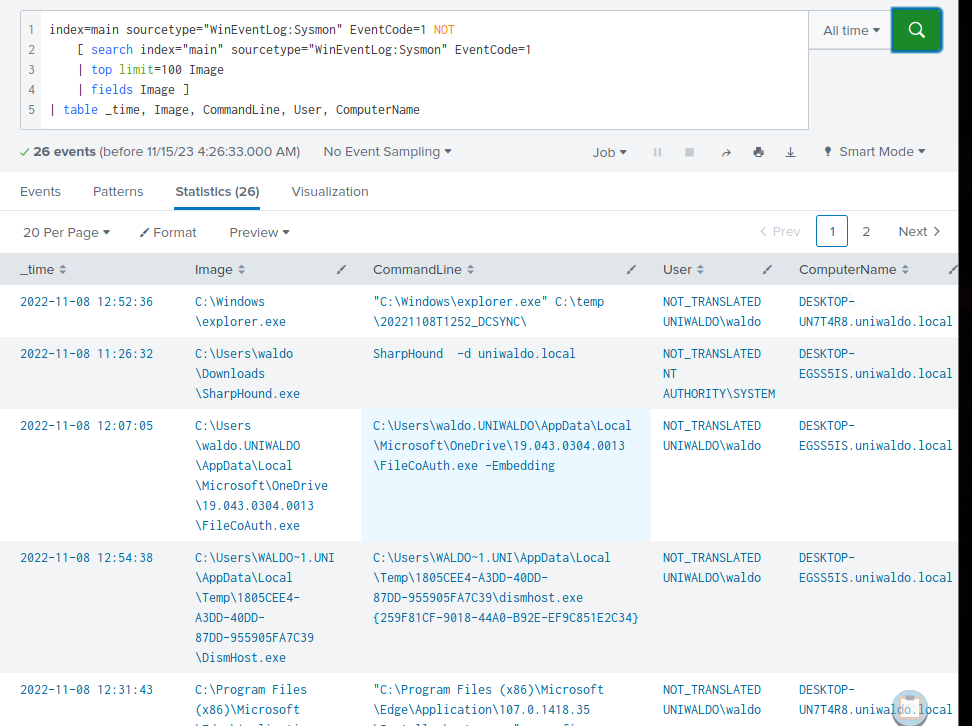 1 index=main sourcetype="WinEventLog:Sysmon" EventCode=1 NOT
2 [ search index="main" sourcetype="WinEventLog:Sysmon" EventCode=1
3 | top limit=100 Image
4 | fields Image ]
5 | table _time, Image, CommandLine, User, ComputerName
All time
26 events (before 11/15/23 4:26:33.000 AM) No Event Sampling Job Smart Mode
Events Patterns Statistics (26) Visualization
20 Per Page Format Preview Prev 1 2 Next
_time Image CommandLine User ComputerName
2022-11-08 12:52:36 C:\Windows "C:\Windows\explorer.exe" C:\temp NOT_TRANSLATED DESKTOP-
\explorer.exe \20221108T1252_DCSYNC\ UNIWALDO\waldo UN7T4R8.uniwaldo.local
2022-11-08 11:26:32 C:\Users\waldo SharpHound -d uniwaldo.local NOT_TRANSLATED DESKTOP-
\Downloads NT EGSS5IS.uniwaldo.local
\SharpHound.exe AUTHORITY\SYSTEM
2022-11-08 12:07:05 C:\Users C:\Users\waldo.UNIWALDO\AppData\Local NOT_TRANSLATED DESKTOP-
\waldo.UNIWALDO \Microsoft\OneDrive\19.043.0304.0013 UNIWALDO\waldo EGSS5IS.uniwaldo.local
\AppData\Local \FileCoAuth.exe -Embedding
\Microsoft\OneDrive
\19.043.0304.0013
\FileCoAuth.exe
2022-11-08 12:54:38 C:\Users\WALDO~1.UNI C:\Users\WALDO~1.UNI\AppData\Local NOT_TRANSLATED DESKTOP-
\AppData\Local \Temp\1805CEE4-A3DD-40DD- UNIWALDO\waldo EGSS5IS.uniwaldo.local
\Temp\1805CEE4- 87DD-955905FA7C39\dismhost.exe
A3DD-40DD- {259F81CF-9018-44A0-B92E-EF9C851E2C34}
87DD-955905FA7C39
\DismHost.exe
2022-11-08 12:31:43 C:\Program Files "C:\Program Files (x86)\Microsoft NOT_TRANSLATED DESKTOP-
(x86)\Microsoft \Edge\Application\107.0.1418.35 UNIWALDO\waldo UN7T4R8.uniwaldo.local